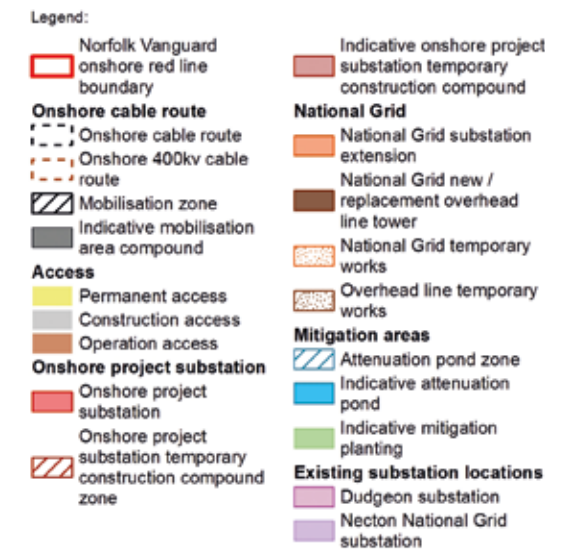 Legend:
Norfolk Vanguard
onshore red line
boundary
Onshore cable route
Onshore cable route
Onshore 400kv cable
route
Mobilisation zone
Indicative mobilisation
area compound
Access
Permanent access
Construction access
Operation access
Onshore project substation
Onshore project
substation
Onshore project
substation temporary
construction compound
zone
Indicative onshore project
substation temporary
construction compound
National Grid
National Grid substation
extension
National Grid new /
replacement overhead
line tower
National Grid temporary
works
Overhead line temporary
works
Mitigation areas
Attenuation pond zone
Indicative attenuation
pond
Indicative mitigation
planting
Existing substation locations
Dudgeon substation
Necton National Grid
substation